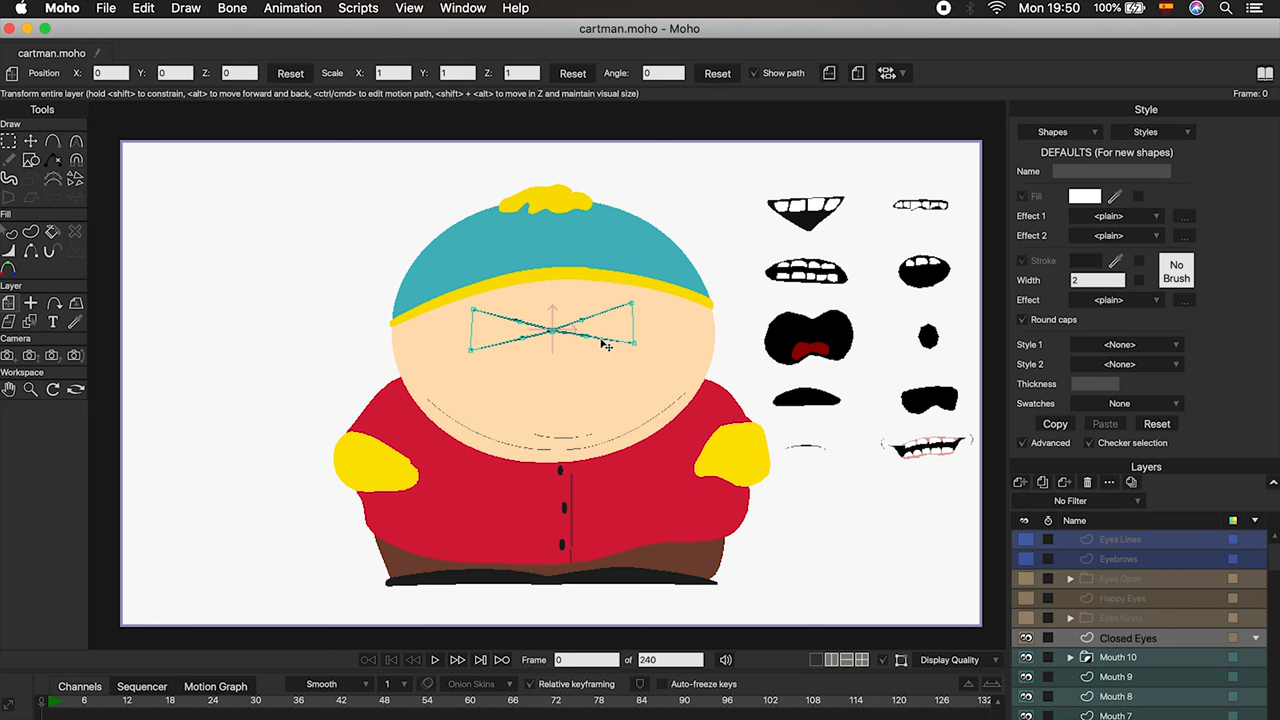 Moho File Edit Draw Bone Animation Scripts View Window Help Mon 19:50 100%
cartman.moho - Moho
cartman.moho
Position X: 0 Y: 0 Z: 0 Reset Scale X: 1 Y: 1 Z: 1 Reset Angle: 0 Reset Show path
Transform entire layer (hold <shift> to constrain, <alt> to move forward and back, <ctrl/cmd> to edit motion path, <shift> + <alt> to move in Z and maintain visual size) Frame: 0
Tools
Draw
Fill
Layer
T
Camera
Workspace
Style
Shapes Styles
DEFAULTS (For new shapes)
Name
Fill
Effect 1 <plain> ...
Effect 2 <plain> ...
Stroke
Width 2
No
Brush
Effect <plain> ...
Round caps
Style 1 <None>
Style 2 <None>
Thickness
Swatches None
Copy Paste Reset
Advanced Checker selection
Layers
No Filter
Name
Eyes Lines
Eyebrows
Eyes Open
Happy Eyes
Eyes funny
Closed Eyes
Mouth 10
Mouth 9
Mouth 8
Mouth 7
Frame 0 of 240 Display Quality
Channels Sequencer Motion Graph Smooth 1 Onion Skins Relative keyframing Auto-freeze keys
6 12 18 24 30 36 42 48 54 60 66 72 78 84 90 96 102 108 114 120 126 132